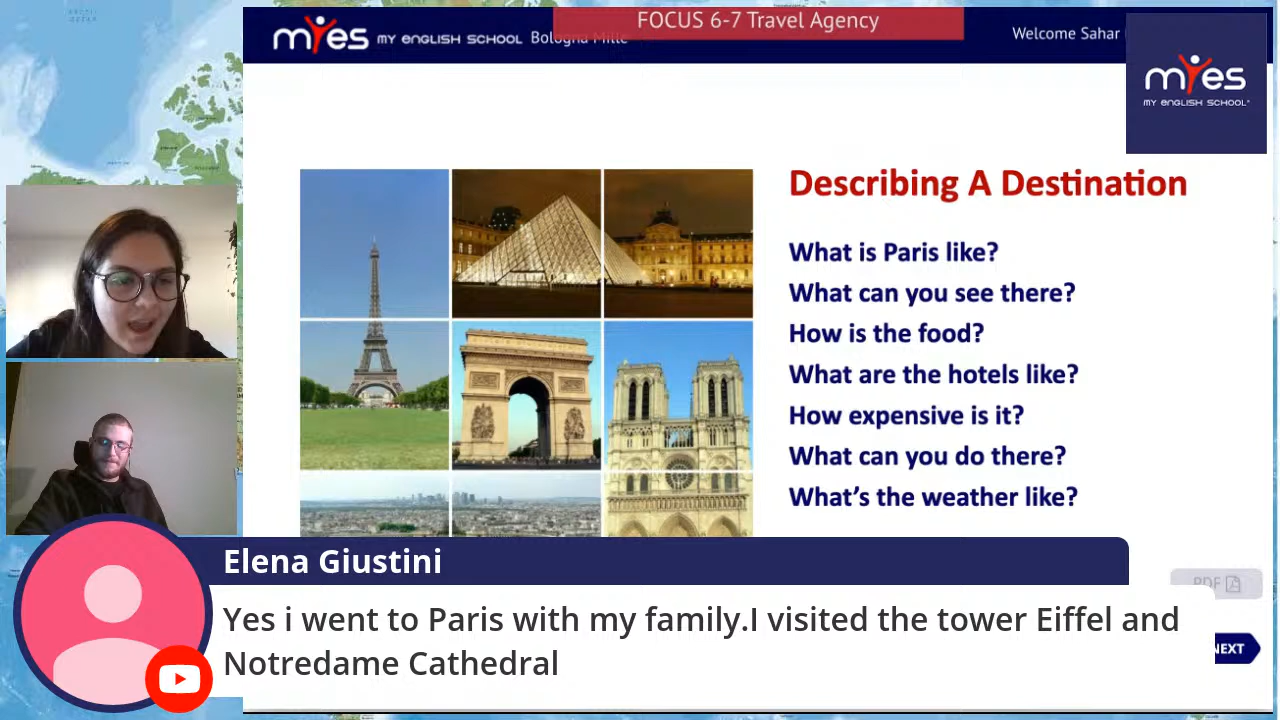 FOCUS 6-7 Travel Agency
myes MY ENGLISH SCHOOL Bologna Mille
Welcome Sahar
myes
MY ENGLISH SCHOOL
Describing A Destination
What is Paris like?
What can you see there?
How is the food?
What are the hotels like?
How expensive is it?
What can you do there?
What's the weather like?
PDF
NEXT
Elena Giustini
Yes i went to Paris with my family.I visited the tower Eiffel and
Notredame Cathedral